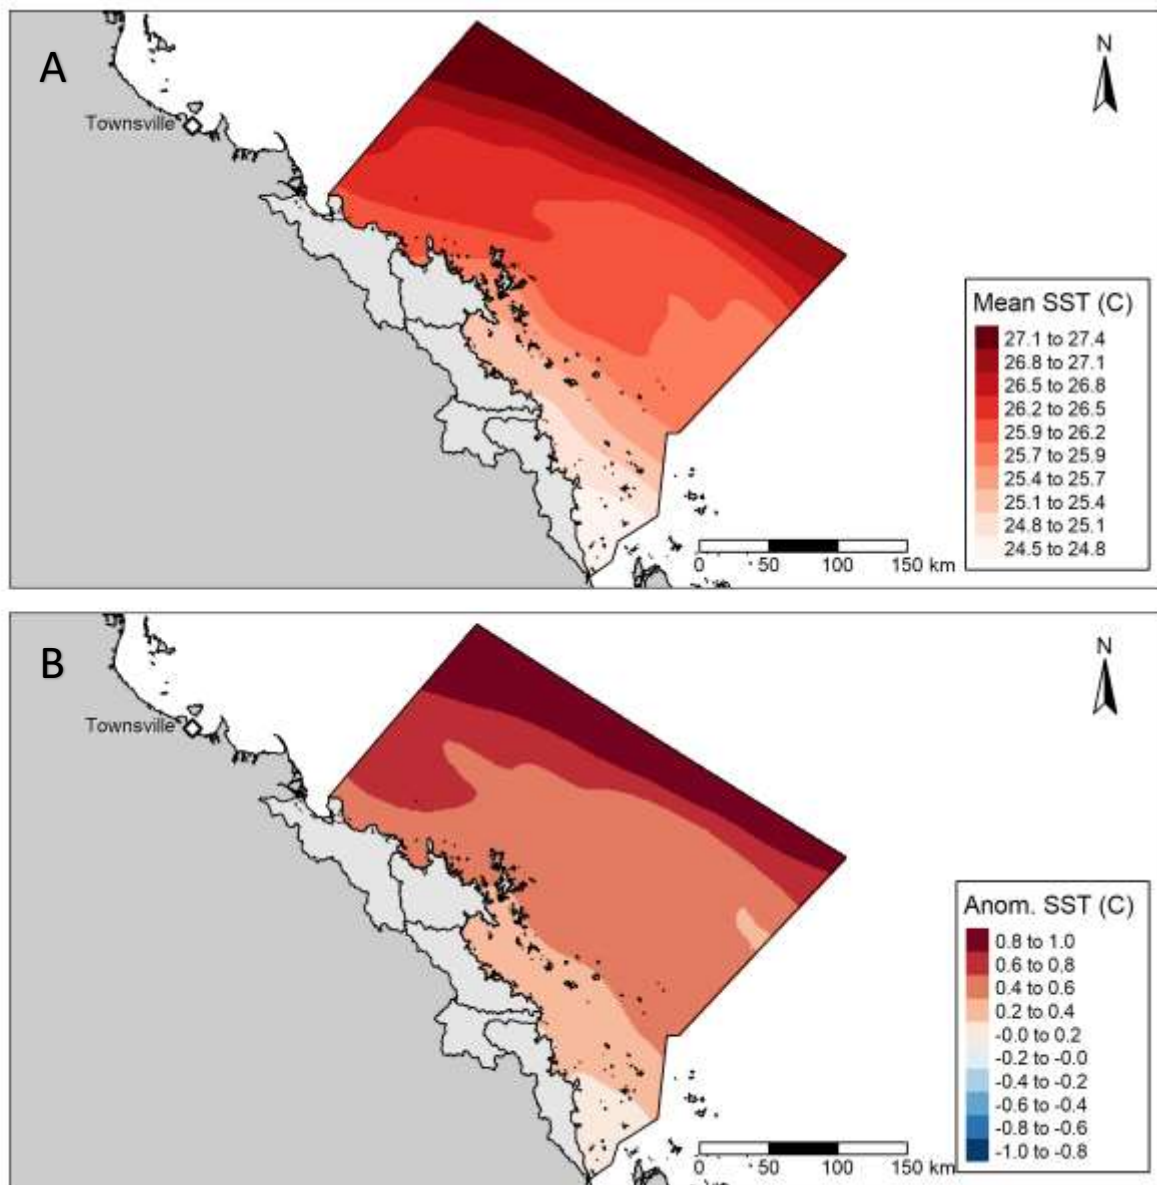 A
N
Townsville
Mean SST (C)
27.1 to 27.4
26.8 to 27.1
26.5 to 26.8
26.2 to 26.5
25.9 to 26.2
25.7 to 25.9
25.4 to 25.7
25.1 to 25.4
24.8 to 25.1
24.5 to 24.8
0 50 100 150 km
B
N
Townsville
Anom. SST (C)
0.8 to 1.0
0.6 to 0.8
0.4 to 0.6
0.2 to 0.4
-0.0 to 0.2
-0.2 to -0.0
-0.4 to -0.2
-0.6 to -0.4
-0.8 to -0.6
-1.0 to -0.8
0 50 100 150 km